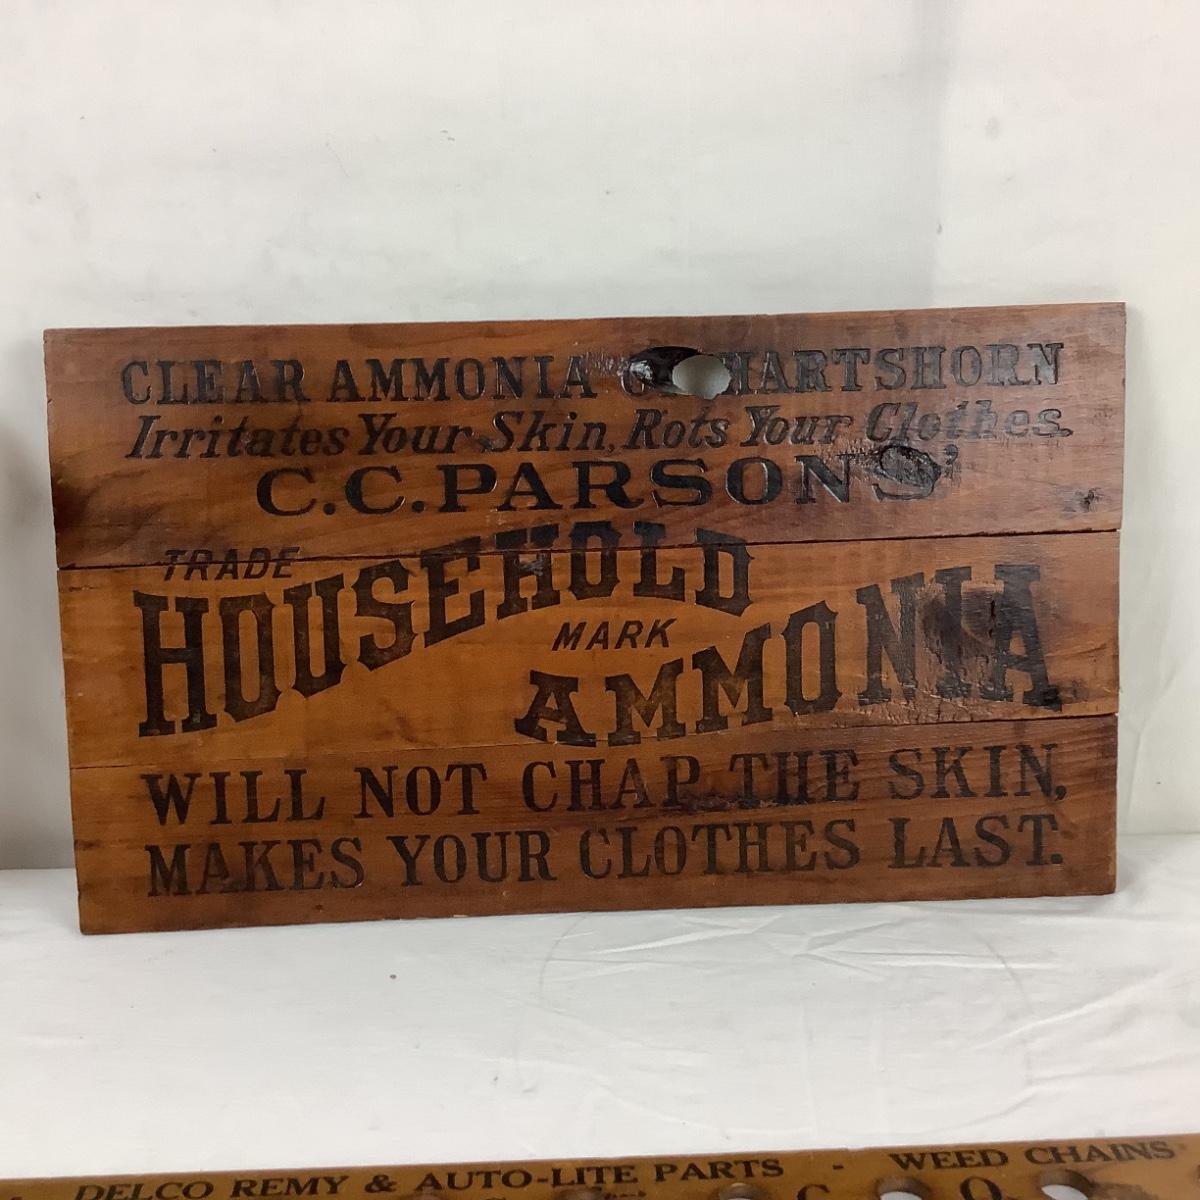 CLEAR AMMONIA O HARTSHORN
Irritates Your Skin, Rots Your Clothes.
C.C. PARSONS'
TRADE
HOUSEHOLD
MARK
AMMONIA
WILL NOT CHAP THE SKIN,
MAKES YOUR CLOTHES LAST.
DELCO REMY & AUTO-LITE PARTS - WEED CHAINS